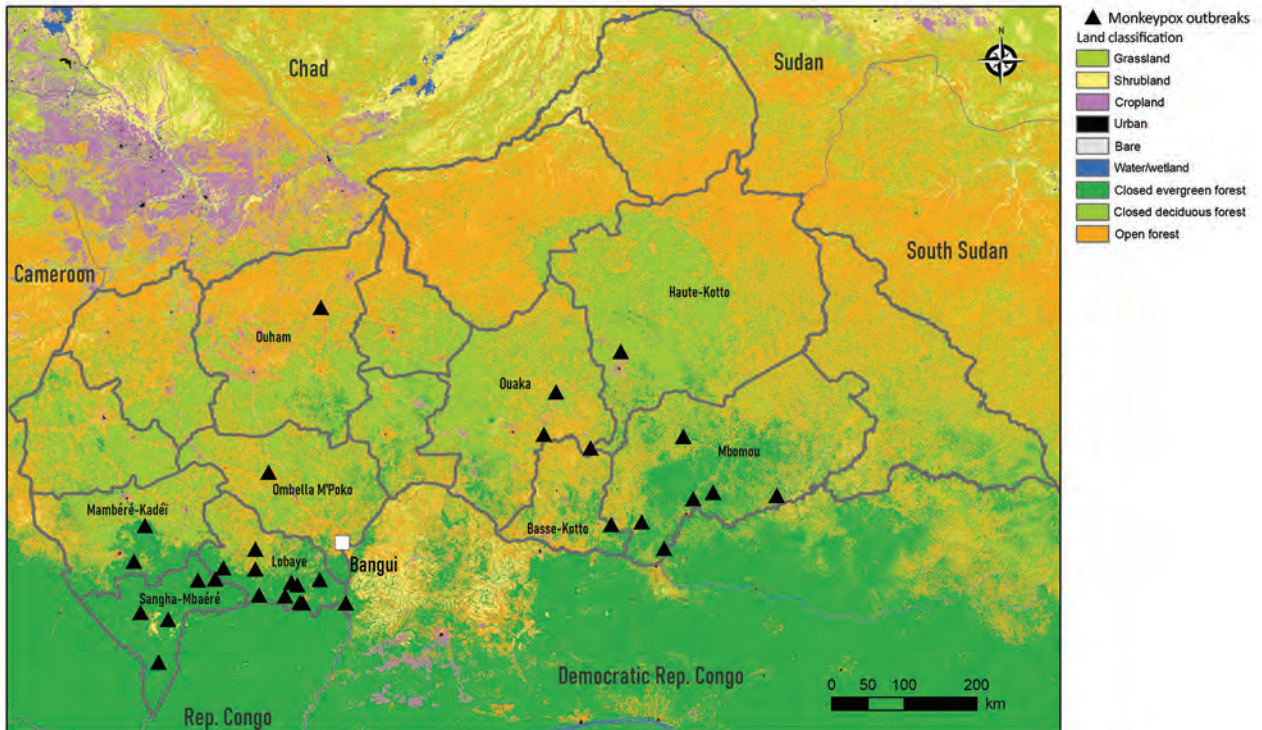 Monkeypox outbreaks
Land classification
Grassland
Shrubland
Cropland
Urban
Bare
Water/wetland
Closed evergreen forest
Closed deciduous forest
Open forest
N
Chad
Sudan
Cameroon
South Sudan
Haute-Kotto
Ouham
Ouaka
Mbomou
Ombella M'Poko
Mambéré-Kadéï
Basse-Kotto
Lobaye
Bangui
Sangha-Mbaéré
Democratic Rep. Congo
Rep. Congo
0 50 100 200
km